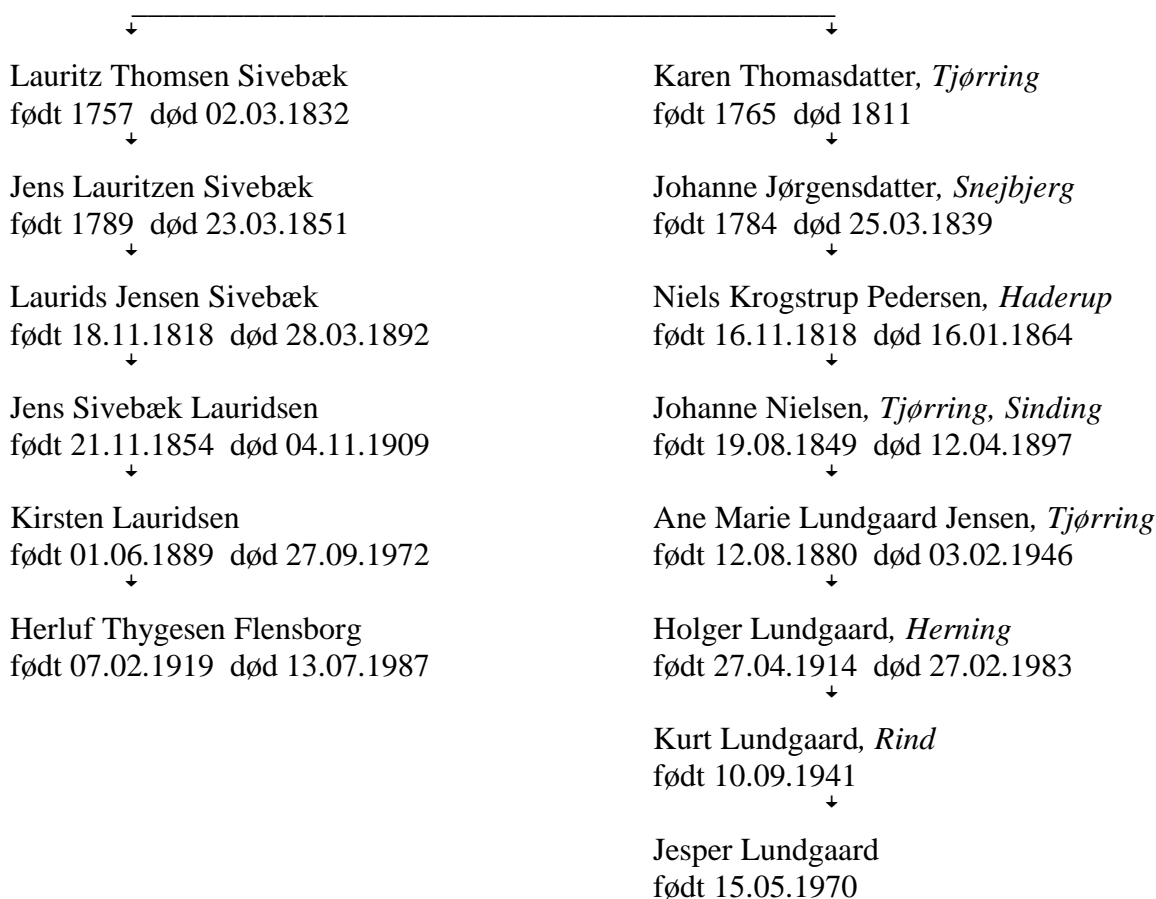 Lauritz Thomsen Sivebæk
født 1757 død 02.03.1832
Jens Lauritzen Sivebæk
født 1789 død 23.03.1851
Laurids Jensen Sivebæk
født 18.11.1818 død 28.03.1892
Jens Sivebæk Lauridsen
født 21.11.1854 død 04.11.1909
Kirsten Lauridsen
født 01.06.1889 død 27.09.1972
Herluf Thygesen Flensborg
født 07.02.1919 død 13.07.1987
Karen Thomasdatter, Tjørring
født 1765 død 1811
Johanne Jørgensdatter, Snejbjerg
født 1784 død 25.03.1839
Niels Krogstrup Pedersen, Haderup
født 16.11.1818 død 16.01.1864
Johanne Nielsen, Tjørring, Sinding
født 19.08.1849 død 12.04.1897
Ane Marie Lundgaard Jensen, Tjørring
født 12.08.1880 død 03.02.1946
Holger Lundgaard, Herning
født 27.04.1914 død 27.02.1983
Kurt Lundgaard, Rind
født 10.09.1941
Jesper Lundgaard
født 15.05.1970